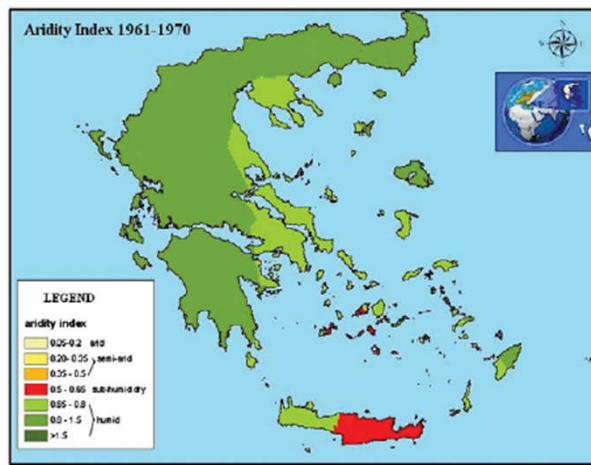 Aridity Index 1961-1970
N
W
E
S
LEGEND
aridity index
0.05-0.2 arid
0.20- 0.35
semi-arid
0.35 - 0.5
0.5 - 0.65 sub-humid dry
0.65 - 0.8
humid
0.8 - 1.5
>1.5